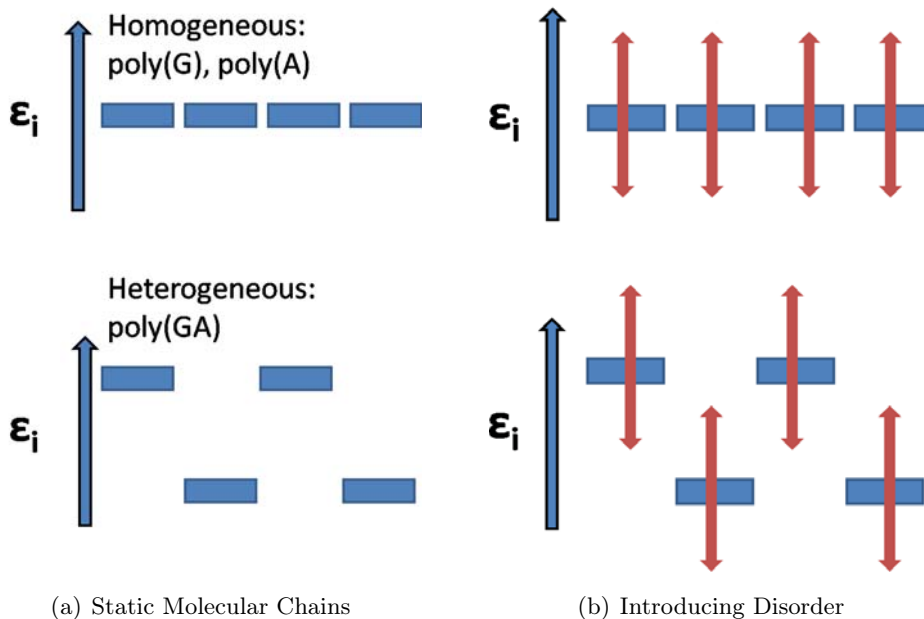 Homogeneous:
poly(G), poly(A)
εi
εi
Heterogeneous:
poly(GA)
εi
εi
(a) Static Molecular Chains
(b) Introducing Disorder